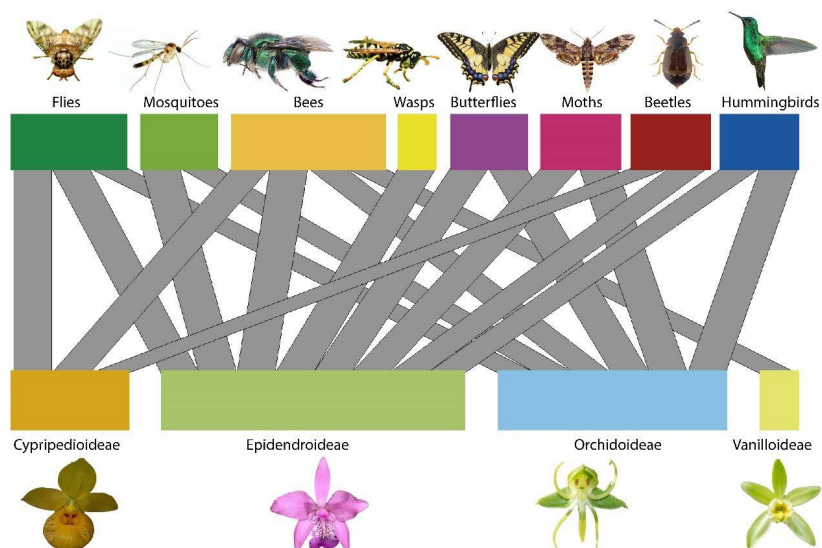 Flies Mosquitoes Bees Wasps Butterflies Moths Beetles Hummingbirds
Cypripedioideae Epidendroideae Orchidoideae Vanilloideae